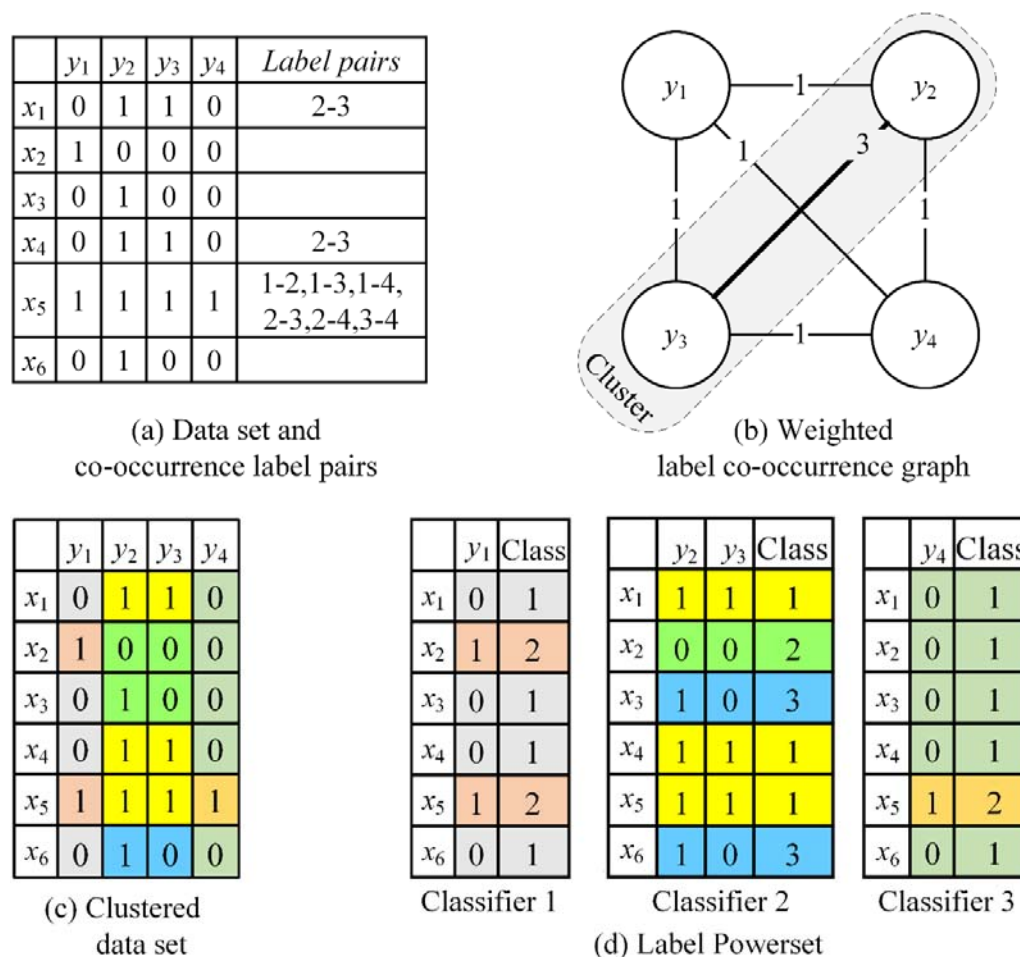 y1 y2 y3 y4 Label pairs
x1 0 1 1 0 2-3
x2 1 0 0 0
x3 0 1 0 0
x4 0 1 1 0 2-3
x5 1 1 1 1 1-2,1-3,1-4,
2-3,2-4,3-4
x6 0 1 0 0
(a) Data set and
co-occurrence label pairs
y1 1 y2
1 3
1 1
y3 1 y4
Cluster
(b) Weighted
label co-occurrence graph
y1 y2 y3 y4
x1 0 1 1 0
x2 1 0 0 0
x3 0 1 0 0
x4 0 1 1 0
x5 1 1 1 1
x6 0 1 0 0
(c) Clustered
data set
y1 Class
x1 0 1
x2 1 2
x3 0 1
x4 0 1
x5 1 2
x6 0 1
Classifier 1
y2 y3 Class
x1 1 1 1
x2 0 0 2
x3 1 0 3
x4 1 1 1
x5 1 1 1
x6 1 0 3
Classifier 2
y4 Class
x1 0 1
x2 0 1
x3 0 1
x4 0 1
x5 1 2
x6 0 1
Classifier 3
(d) Label Powerset